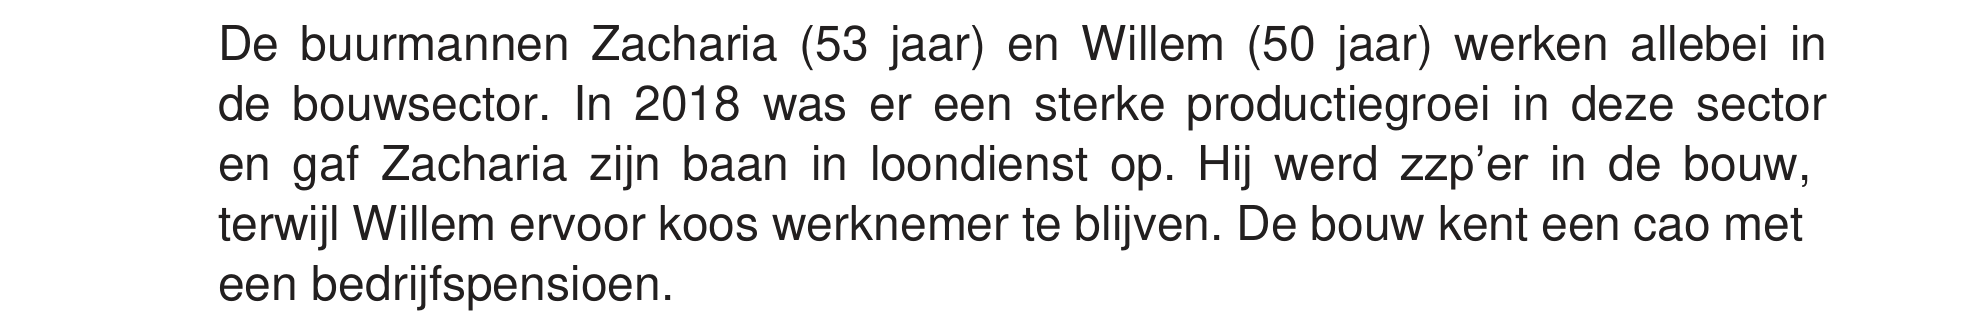 De buurmannen Zacharia (53 jaar) en Willem (50 jaar) werken allebei in
de bouwsector. In 2018 was er een sterke productiegroei in deze sector
en gaf Zacharia zijn baan in loondienst op. Hij werd zzp’er in de bouw,
terwijl Willem ervoor koos werknemer te blijven. De bouw kent een cao met
een bedrijfspensioen.